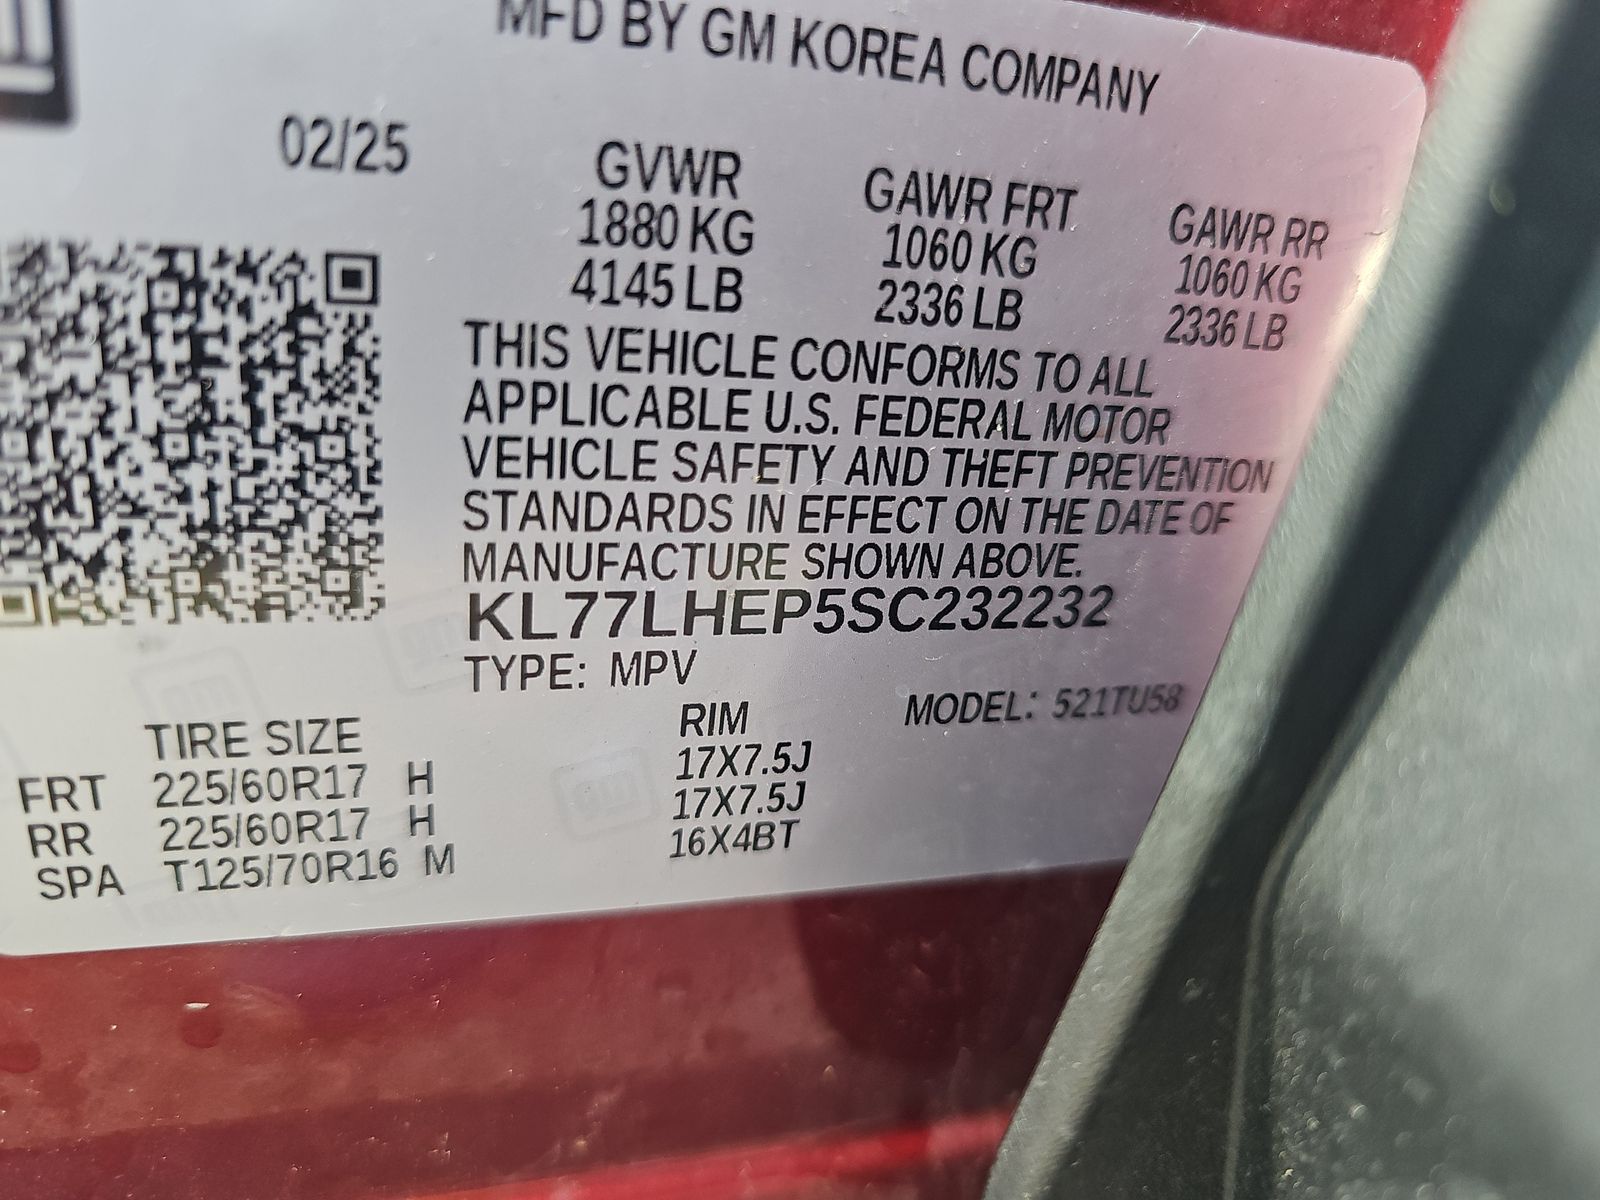 MFD BY GM KOREA COMPANY
02/25
GVWR GAWR FRT GAWR RR
1880 KG 1060 KG 1060 KG
4145 LB 2336 LB 2336 LB
THIS VEHICLE CONFORMS TO ALL
APPLICABLE U.S. FEDERAL MOTOR
VEHICLE SAFETY AND THEFT PREVENTION
STANDARDS IN EFFECT ON THE DATE OF
MANUFACTURE SHOWN ABOVE.
KL77LHEP5SC232232
TYPE: MPV
MODEL: 521TU58
TIRE SIZE RIM
FRT 225/60R17 H 17X7.5J
RR 225/60R17 H 17X7.5J
SPA T125/70R16 M 16X4BT